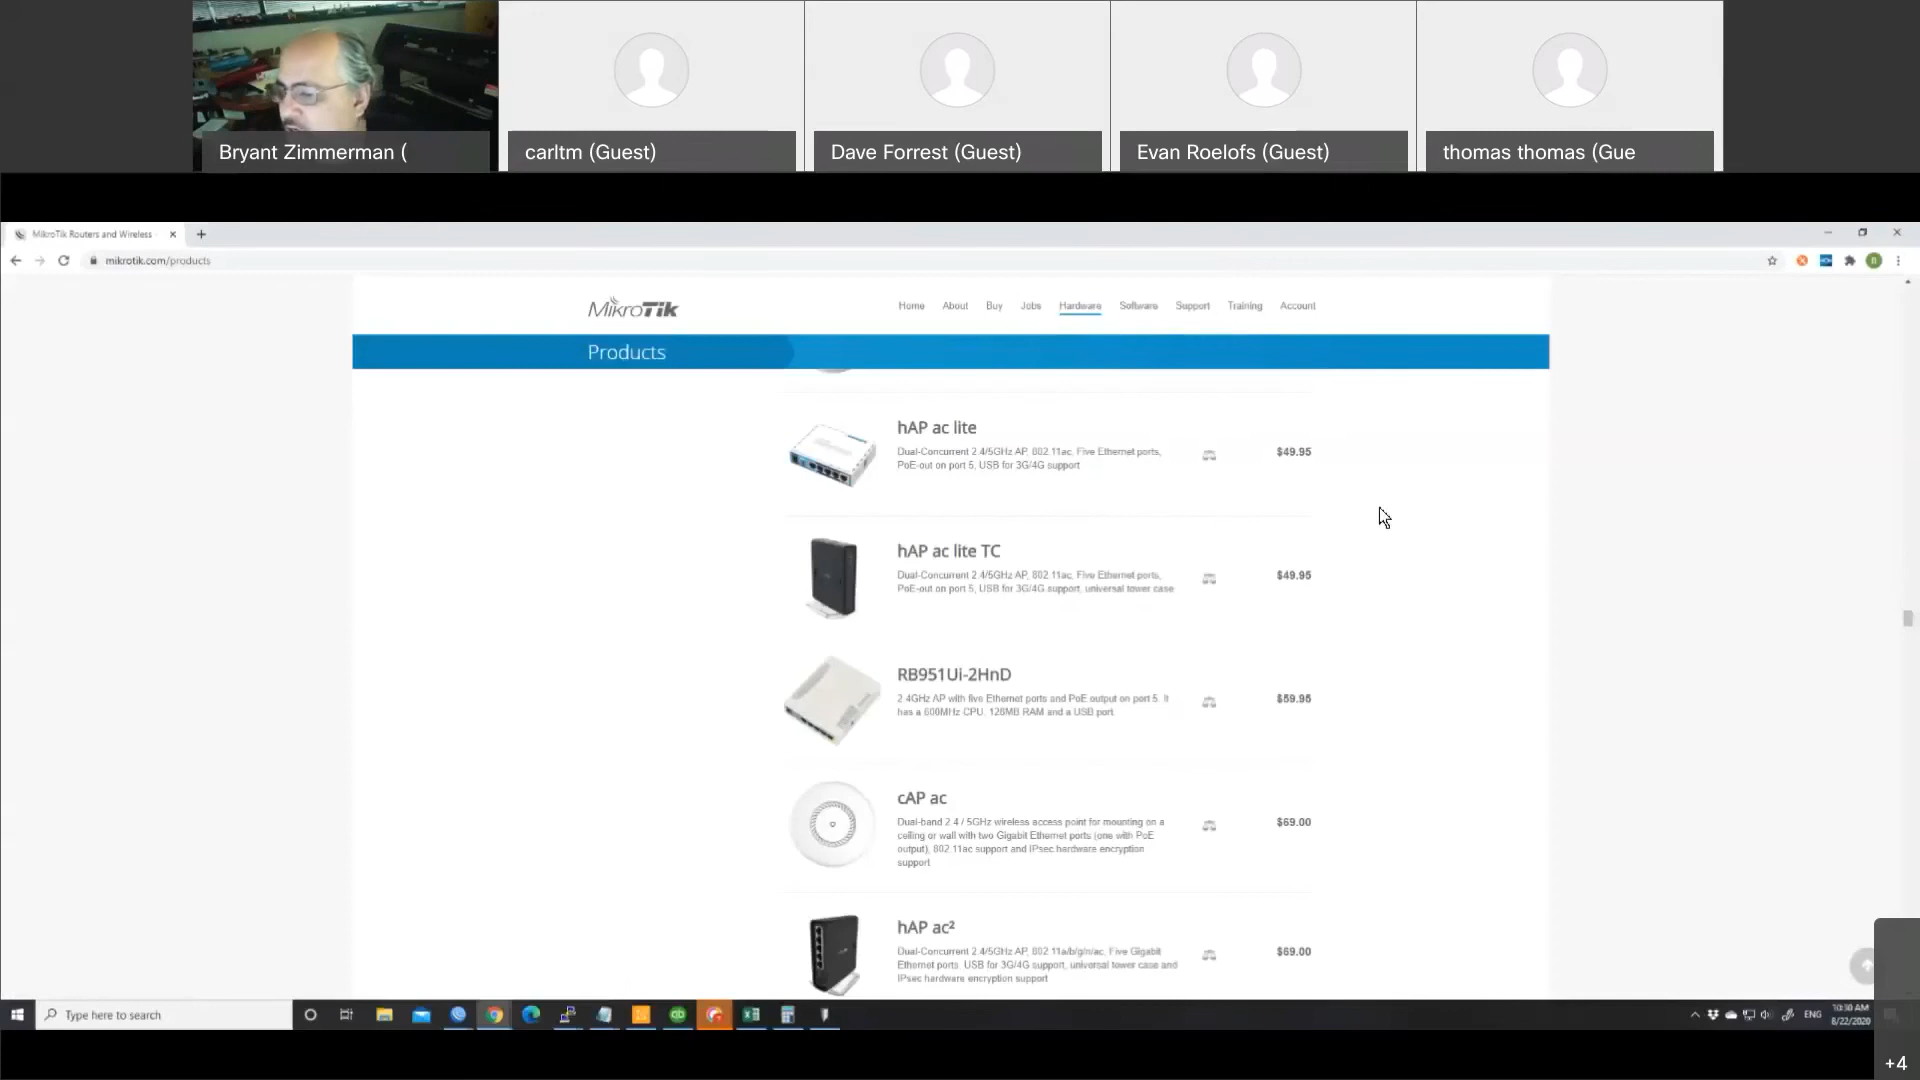 Bryant Zimmerman (
carltm (Guest)
Dave Forrest (Guest)
Evan Roelofs (Guest)
thomas thomas (Gue
MikroTik Routers and Wireless
mikrotik.com/products
MikroTik
Home About Buy Jobs Hardware Software Support Training Account
Products
hAP ac lite
Dual-Concurrent 2.4/5GHz AP, 802.11ac, Five Ethernet ports,
PoE-out on port 5, USB for 3G/4G support
$49.95
hAP ac lite TC
Dual-Concurrent 2.4/5GHz AP, 802.11ac, Five Ethernet ports,
PoE-out on port 5, USB for 3G/4G support, universal tower case
$49.95
RB951Ui-2HnD
2.4GHz AP with five Ethernet ports and PoE output on port 5. It
has a 600MHz CPU, 128MB RAM and a USB port
$59.95
cAP ac
Dual-band 2.4 / 5GHz wireless access point for mounting on a
ceiling or wall with two Gigabit Ethernet ports (one with PoE
output), 802.11ac support and IPsec hardware encryption
support
$69.00
hAP ac²
Dual-Concurrent 2.4/5GHz AP, 802.11a/b/g/n/ac, Five Gigabit
Ethernet ports, USB for 3G/4G support, universal tower case and
IPsec hardware encryption support
$69.00
Type here to search
ENG
10:30 AM
8/22/2020
+4